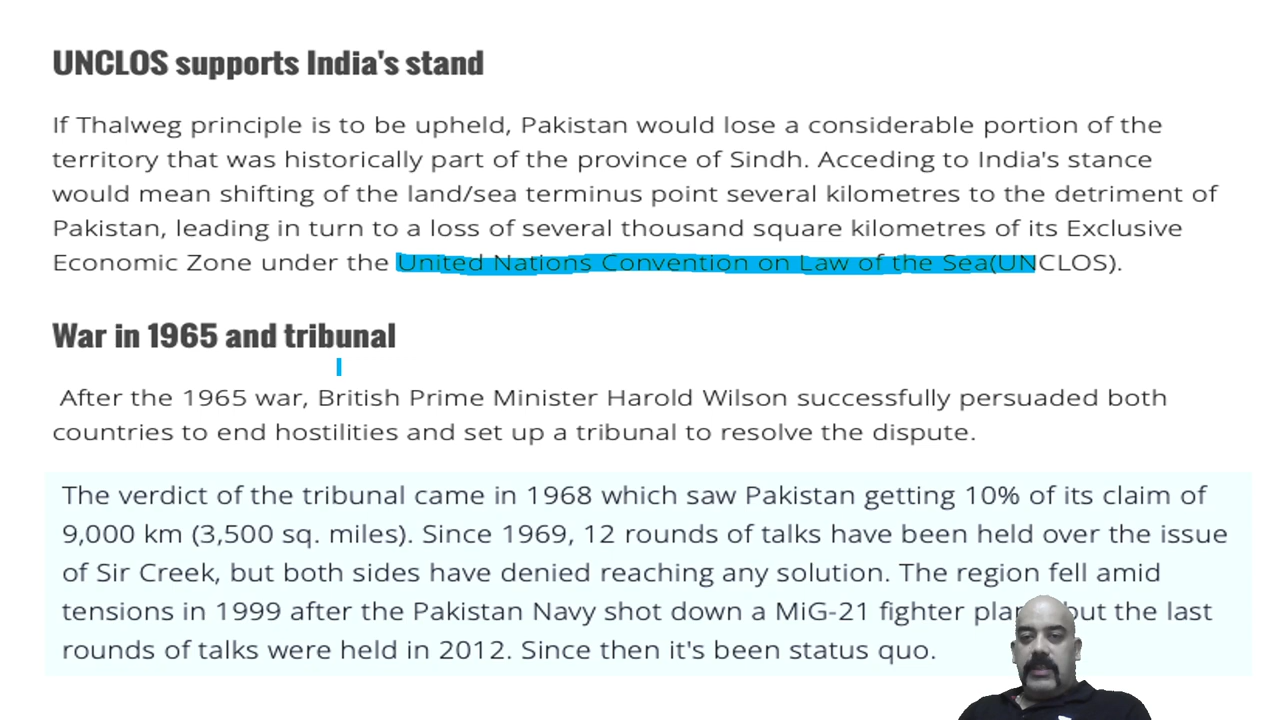 UNCLOS supports India's stand
If Thalweg principle is to be upheld, Pakistan would lose a considerable portion of the
territory that was historically part of the province of Sindh. Acceding to India's stance
would mean shifting of the land/sea terminus point several kilometres to the detriment of
Pakistan, leading in turn to a loss of several thousand square kilometres of its Exclusive
Economic Zone under the United Nations Convention on Law of the Sea(UNCLOS).
War in 1965 and tribunal
After the 1965 war, British Prime Minister Harold Wilson successfully persuaded both
countries to end hostilities and set up a tribunal to resolve the dispute.
The verdict of the tribunal came in 1968 which saw Pakistan getting 10% of its claim of
9,000 km (3,500 sq. miles). Since 1969, 12 rounds of talks have been held over the issue
of Sir Creek, but both sides have denied reaching any solution. The region fell amid
tensions in 1999 after the Pakistan Navy shot down a MiG-21 fighter but the last
rounds of talks were held in 2012. Since then it's been status quo.